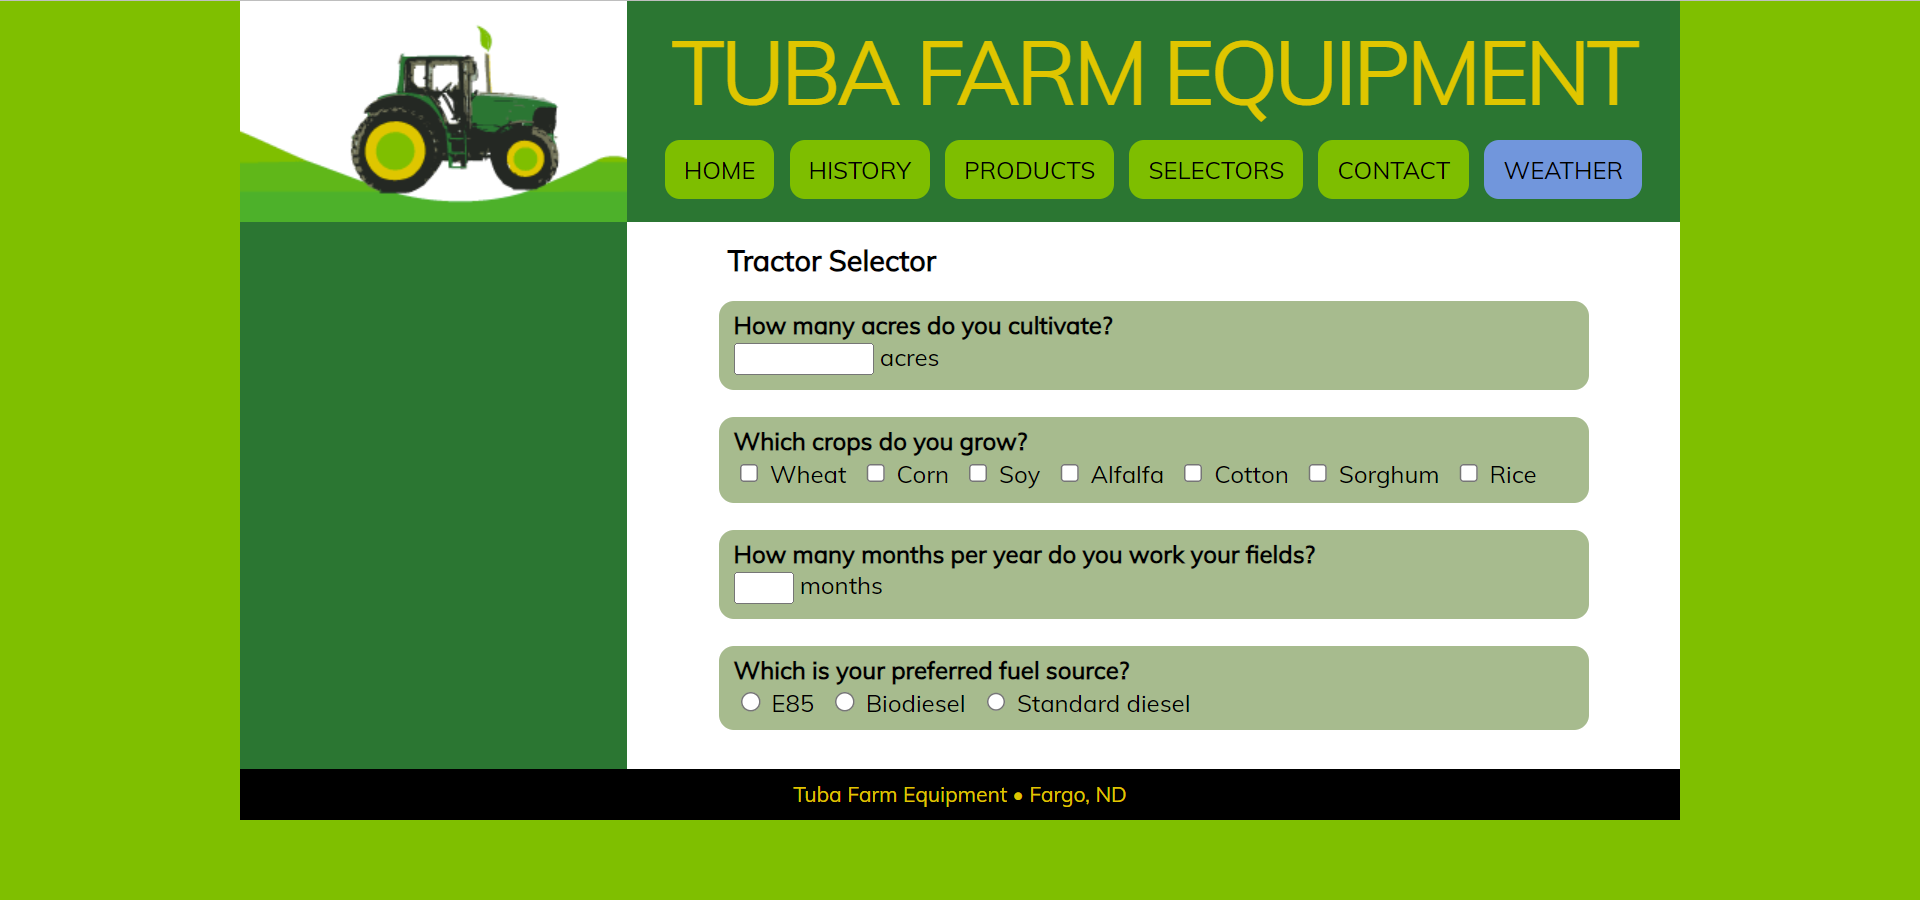 TUBA FARM EQUIPMENT
HOME HISTORY PRODUCTS SELECTORS CONTACT WEATHER
Tractor Selector
How many acres do you cultivate?
acres
Which crops do you grow?
Wheat Corn Soy Alfalfa Cotton Sorghum Rice
How many months per year do you work your fields?
months
Which is your preferred fuel source?
E85 Biodiesel Standard diesel
Tuba Farm Equipment • Fargo, ND